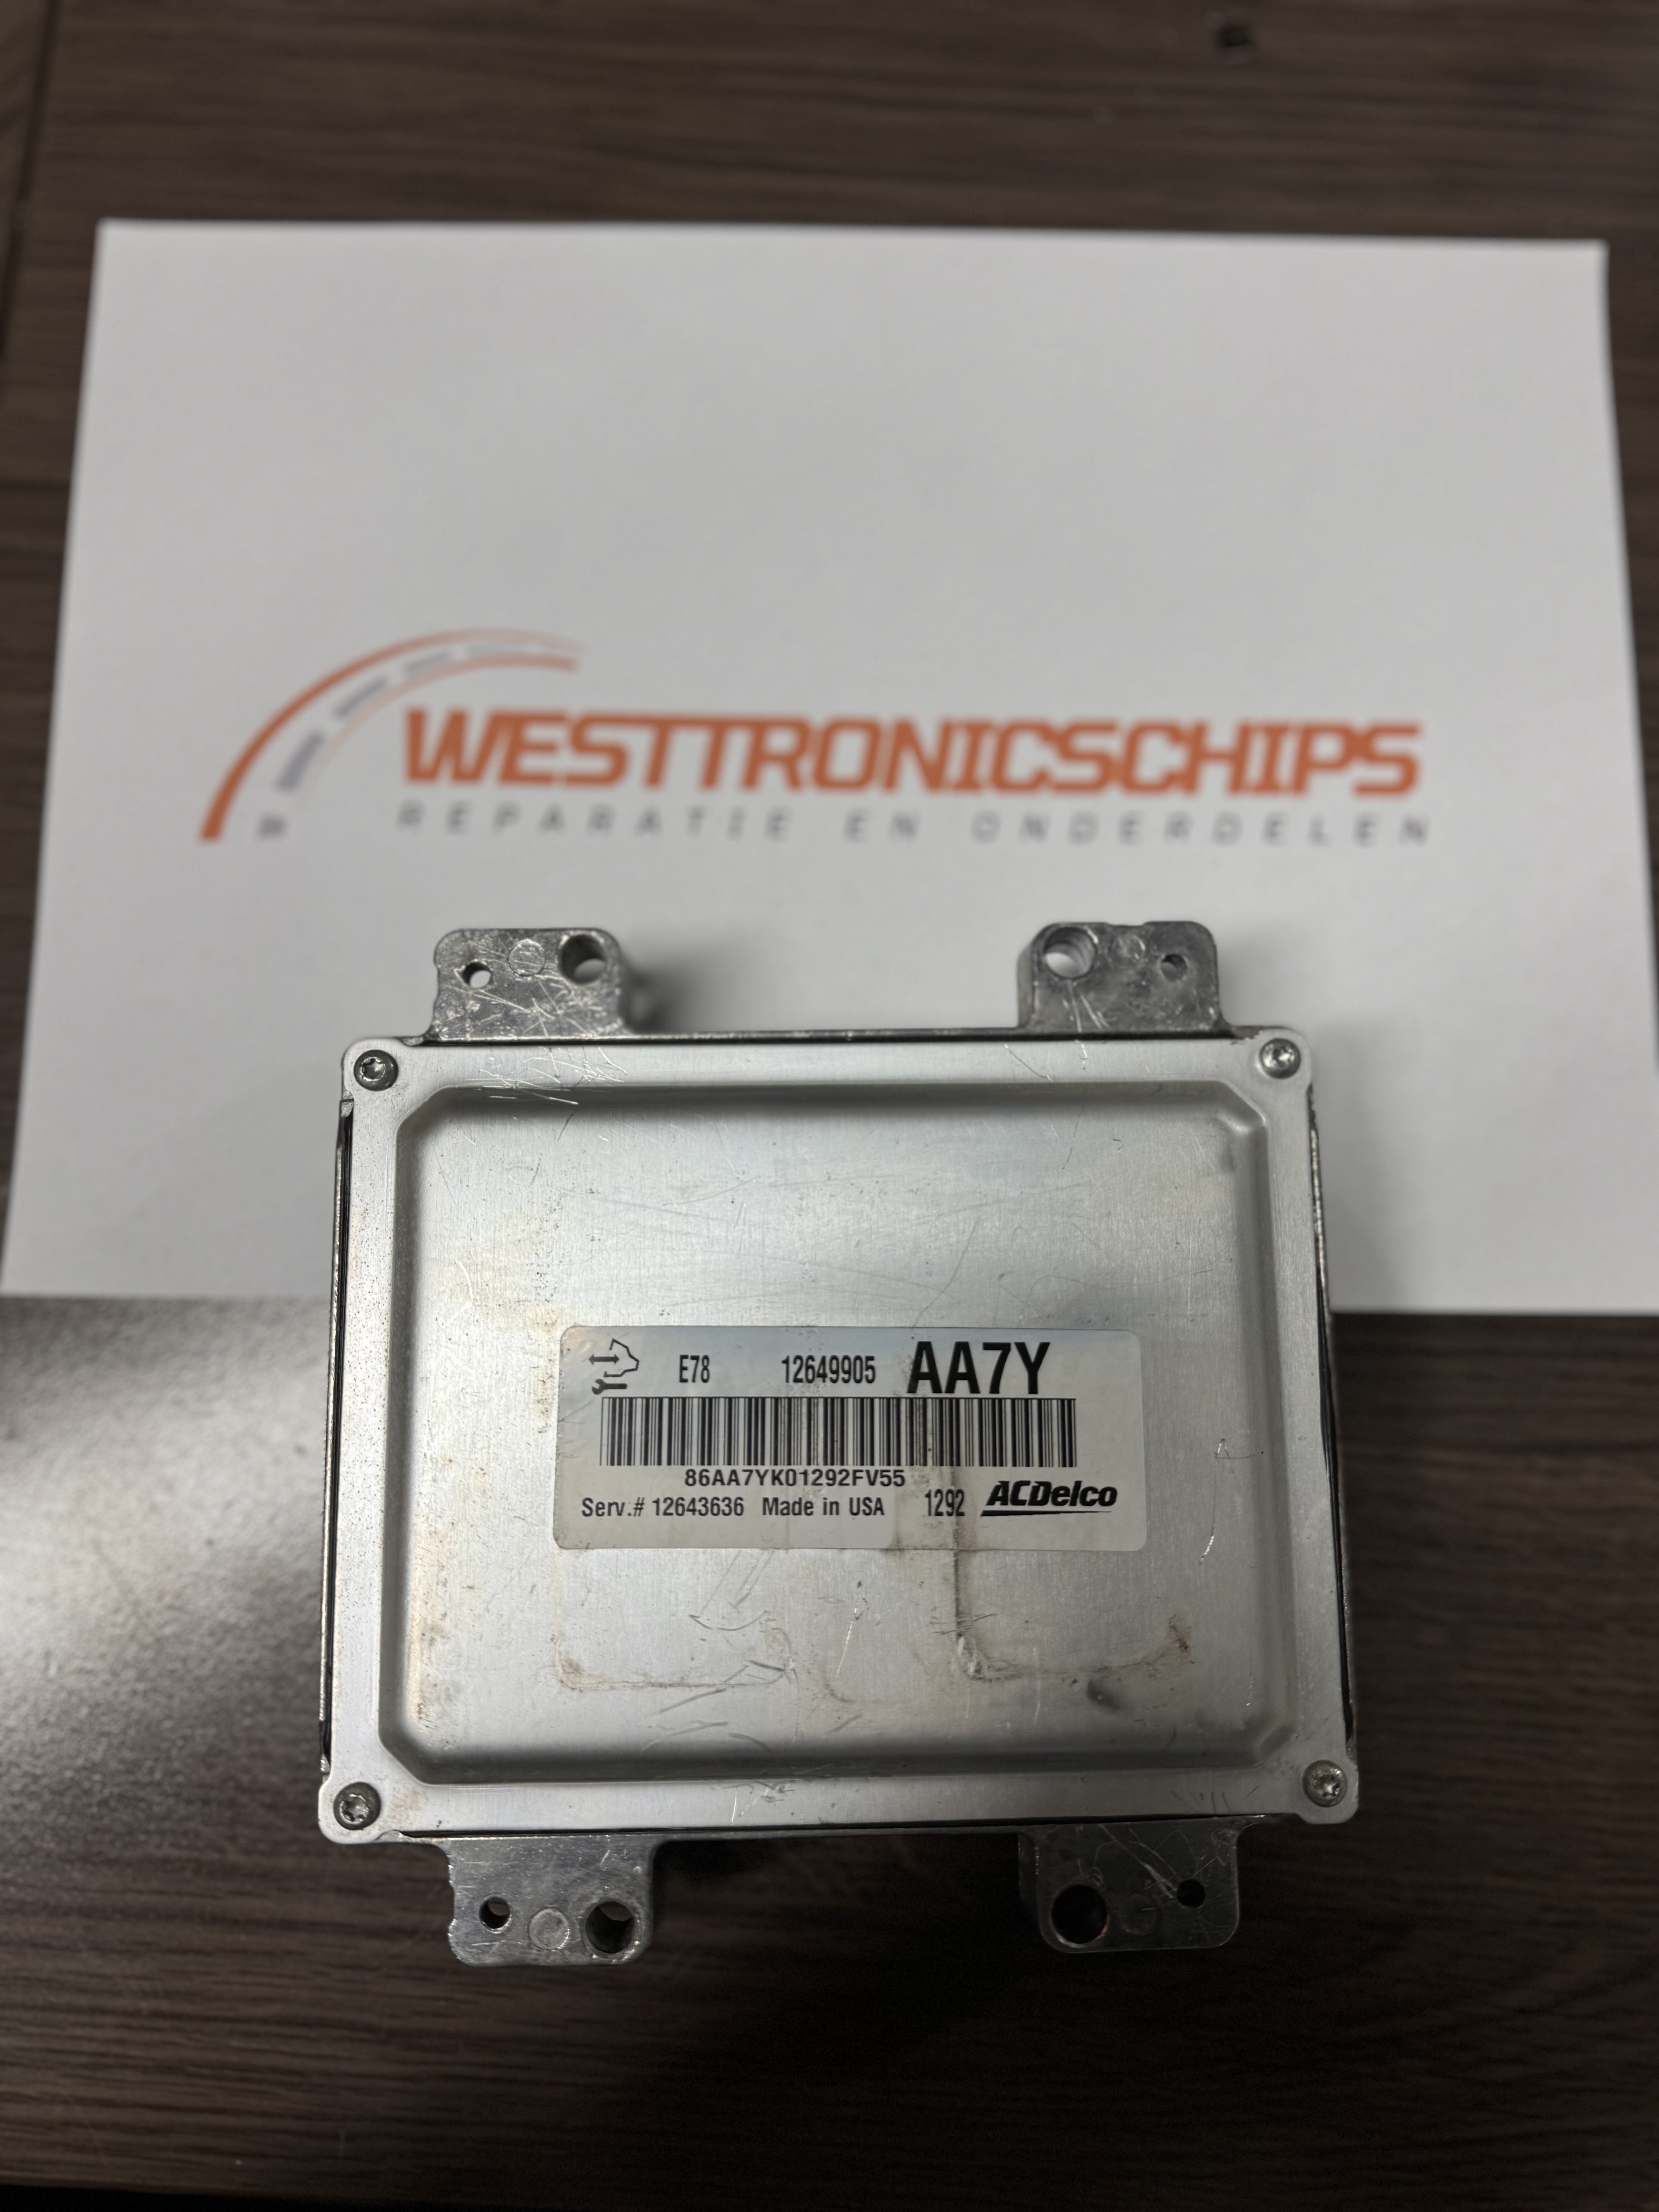 WESTTRONICSCHIPS
REPARATIE EN ONDERDELEN
E78 12649905 AA7Y
86AA7YK01292FV55
Serv.# 12643636 Made in USA 1292 ACDelco